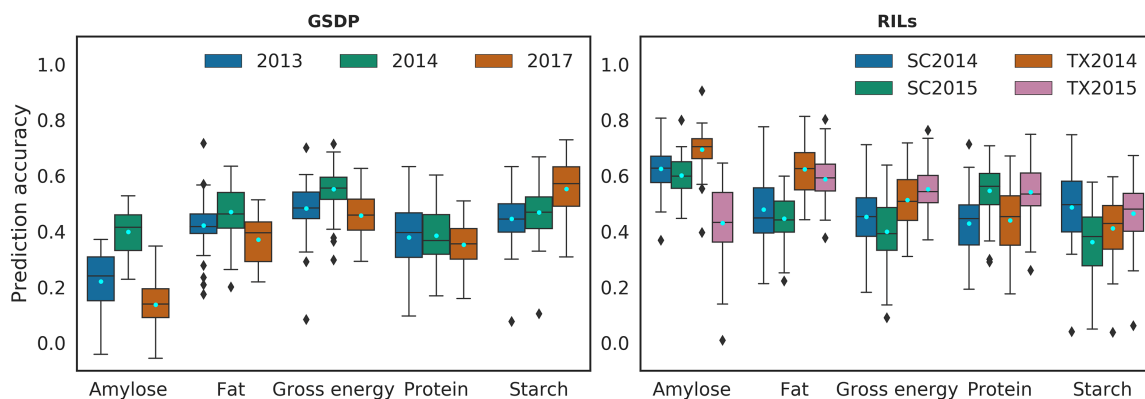 GSDP
RILs
Prediction accuracy
1.0
0.8
0.6
0.4
0.2
0.0
2013
2014
2017
Amylose
Fat
Gross energy
Protein
Starch
1.0
0.8
0.6
0.4
0.2
0.0
SC2014
TX2014
SC2015
TX2015
Amylose
Fat
Gross energy
Protein
Starch